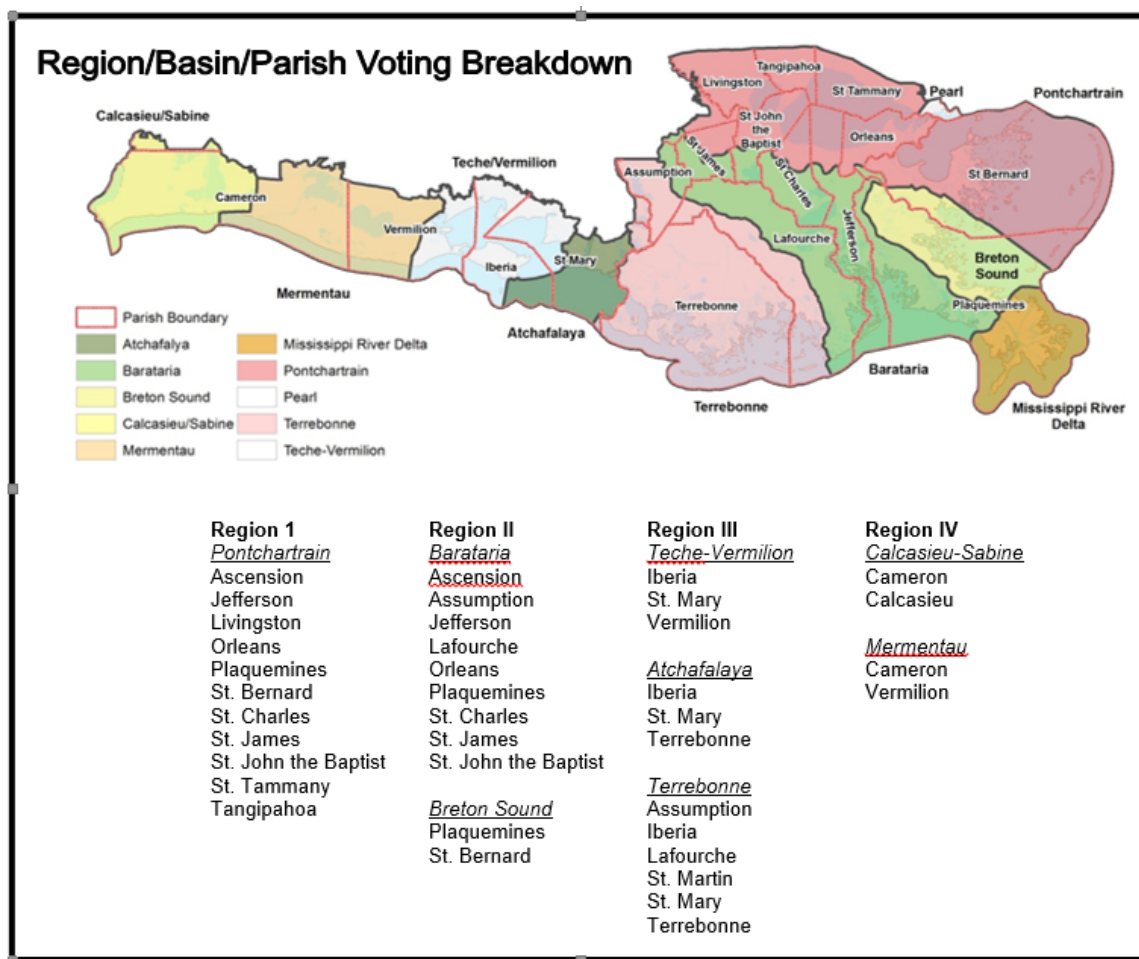 Region/Basin/Parish Voting Breakdown
Calcasieu/Sabine
Cameron
Mermentau
Vermilion
Teche/Vermilion
Iberia
St Mary
Atchafalaya
Assumption
Terrebonne
Terrebonne
Livingston
Tangipahoa
St Tammany
Pearl
Pontchartrain
St John
the
Baptist
Orleans
St James
St Charles
St Bernard
Lafourche
Jefferson
Breton
Sound
Plaquemines
Barataria
Mississippi River
Delta
Parish Boundary
Atchafalya
Barataria
Breton Sound
Calcasieu/Sabine
Mermentau
Mississippi River Delta
Pontchartrain
Pearl
Terrebonne
Teche-Vermilion
Region 1
Pontchartrain
Ascension
Jefferson
Livingston
Orleans
Plaquemines
St. Bernard
St. Charles
St. James
St. John the Baptist
St. Tammany
Tangipahoa
Region II
Barataria
Ascension
Assumption
Jefferson
Lafourche
Orleans
Plaquemines
St. Charles
St. James
St. John the Baptist
Breton Sound
Plaquemines
St. Bernard
Region III
Teche-Vermilion
Iberia
St. Mary
Vermilion
Atchafalaya
Iberia
St. Mary
Terrebonne
Terrebonne
Assumption
Iberia
Lafourche
St. Martin
St. Mary
Terrebonne
Region IV
Calcasieu-Sabine
Cameron
Calcasieu
Mermentau
Cameron
Vermilion